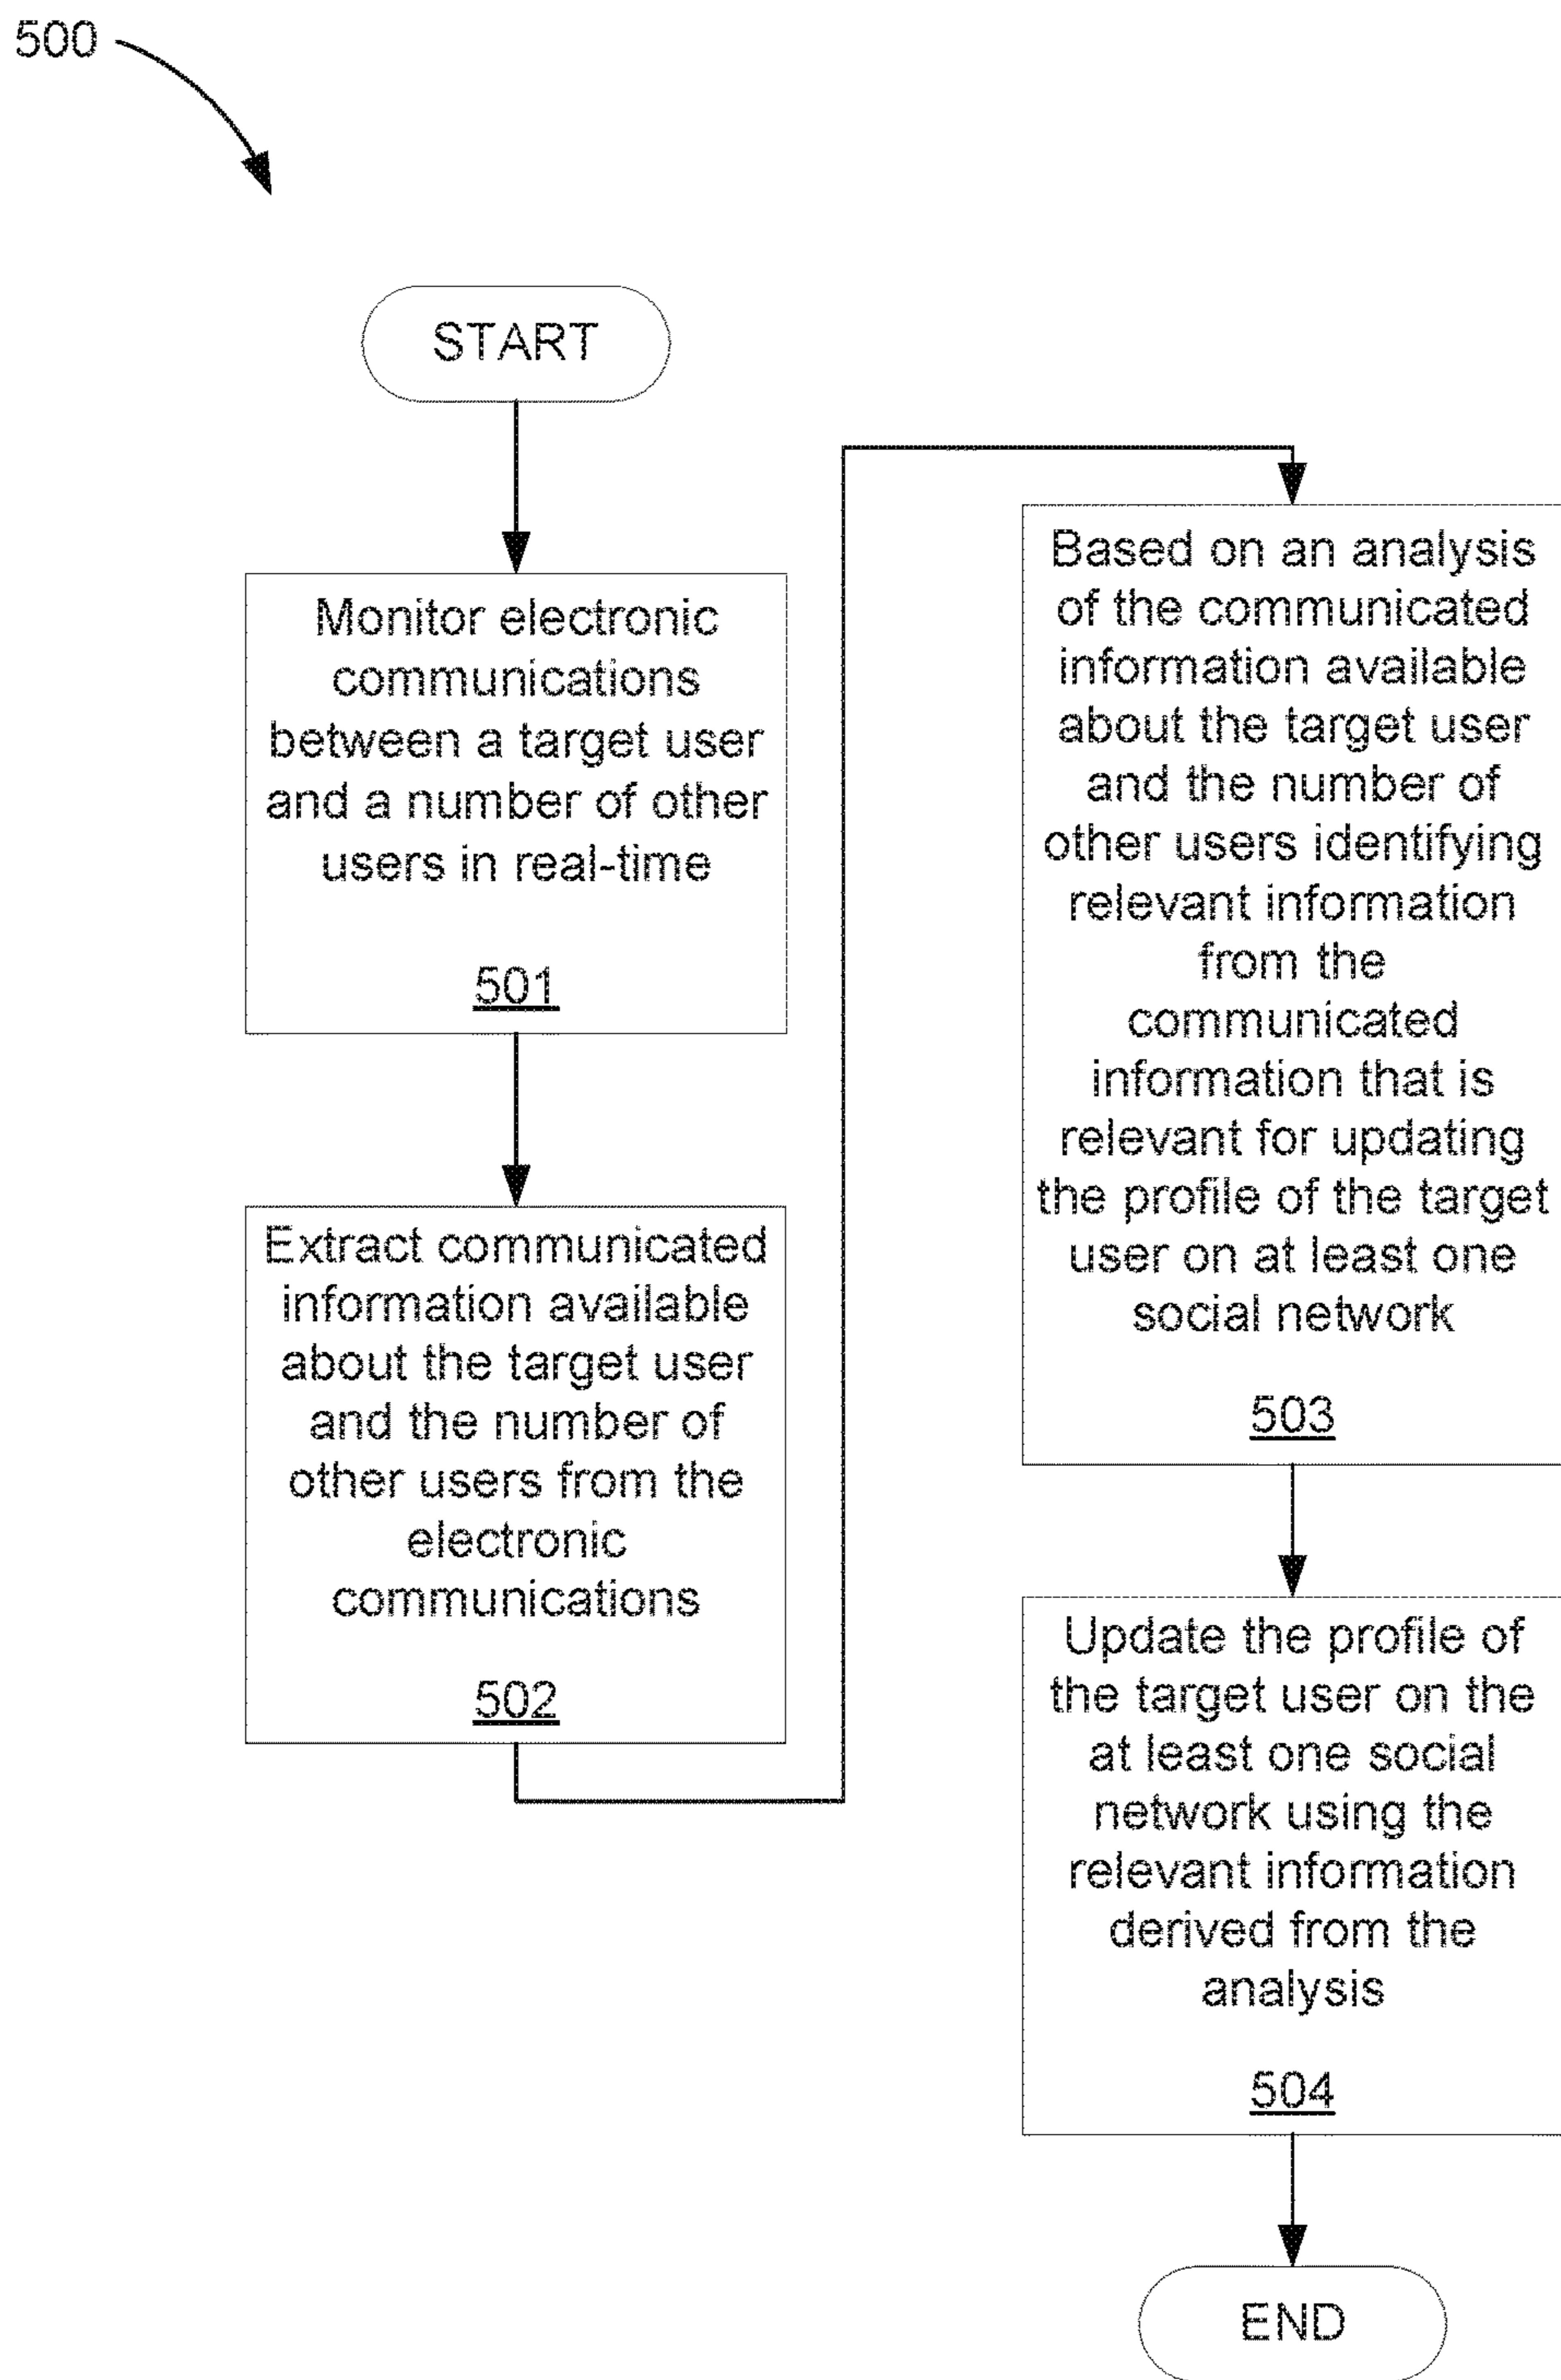 500
START
Monitor electronic
communications
between a target user
and a number of other
users in real-time
501
Extract communicated
information available
about the target user
and the number of
other users from the
electronic
communications
502
Based on an analysis
of the communicated
information available
about the target user
and the number of
other users identifying
relevant information
from the
communicated
information that is
relevant for updating
the profile of the target
user on at least one
social network
503
Update the profile of
the target user on the
at least one social
network using the
relevant information
derived from the
analysis
504
END